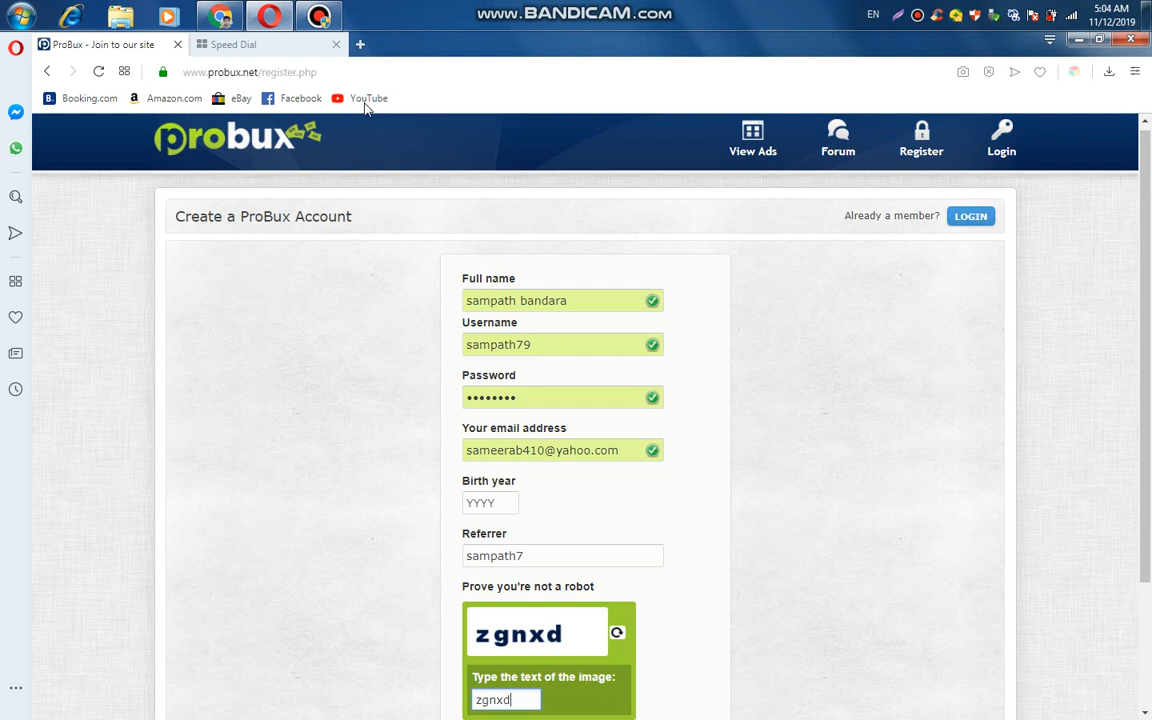 www.BANDICAM.com
EN
5:04 AM
11/12/2019
ProBux - Join to our site
Speed Dial
www.probux.net/register.php
Booking.com
Amazon.com
eBay
Facebook
YouTube
probux
View Ads
Forum
Register
Login
Create a ProBux Account
Already a member? LOGIN
Full name
sampath bandara
Username
sampath79
Password
••••••••
Your email address
sameerab410@yahoo.com
Birth year
YYYY
Referrer
sampath7
Prove you're not a robot
zgnxd
Type the text of the image:
zgnxd